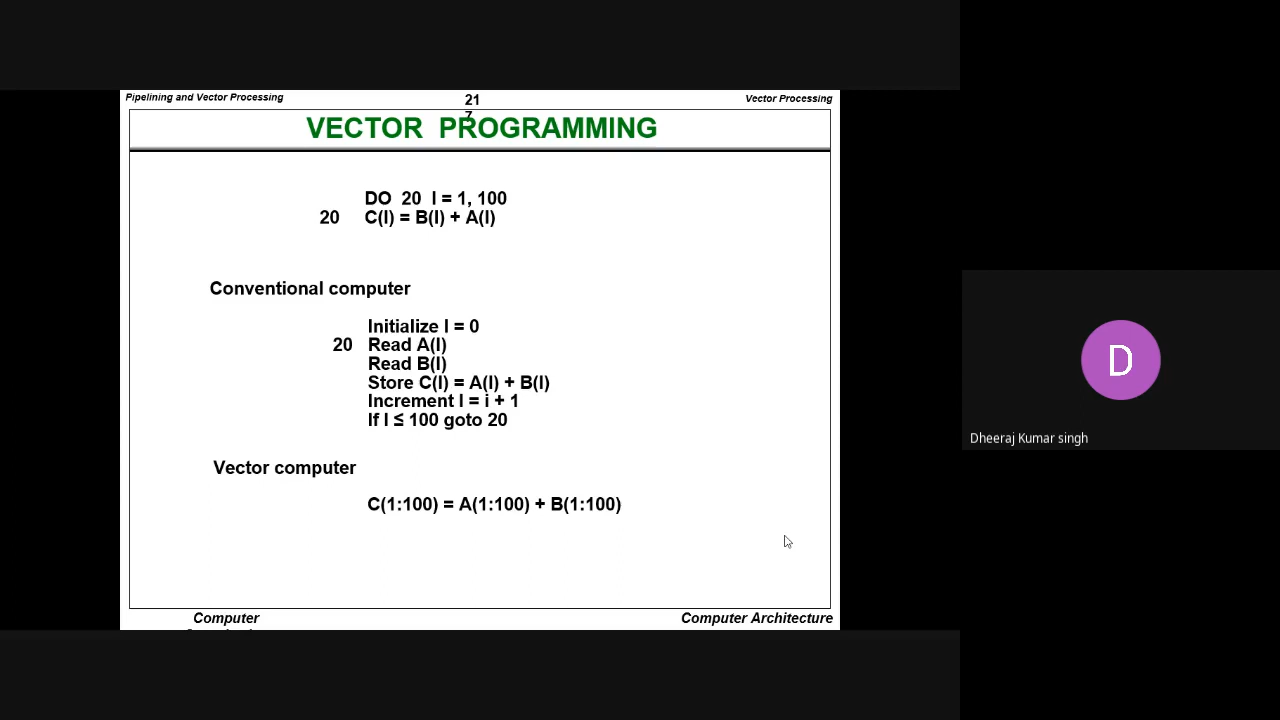 Pipelining and Vector Processing
21
7
Vector Processing
VECTOR PROGRAMMING
DO 20 I = 1, 100
20 C(I) = B(I) + A(I)
Conventional computer
Initialize I = 0
20 Read A(I)
Read B(I)
Store C(I) = A(I) + B(I)
Increment I = i + 1
If I ≤ 100 goto 20
Vector computer
C(1:100) = A(1:100) + B(1:100)
Computer
Computer Architecture
D
Dheeraj Kumar singh